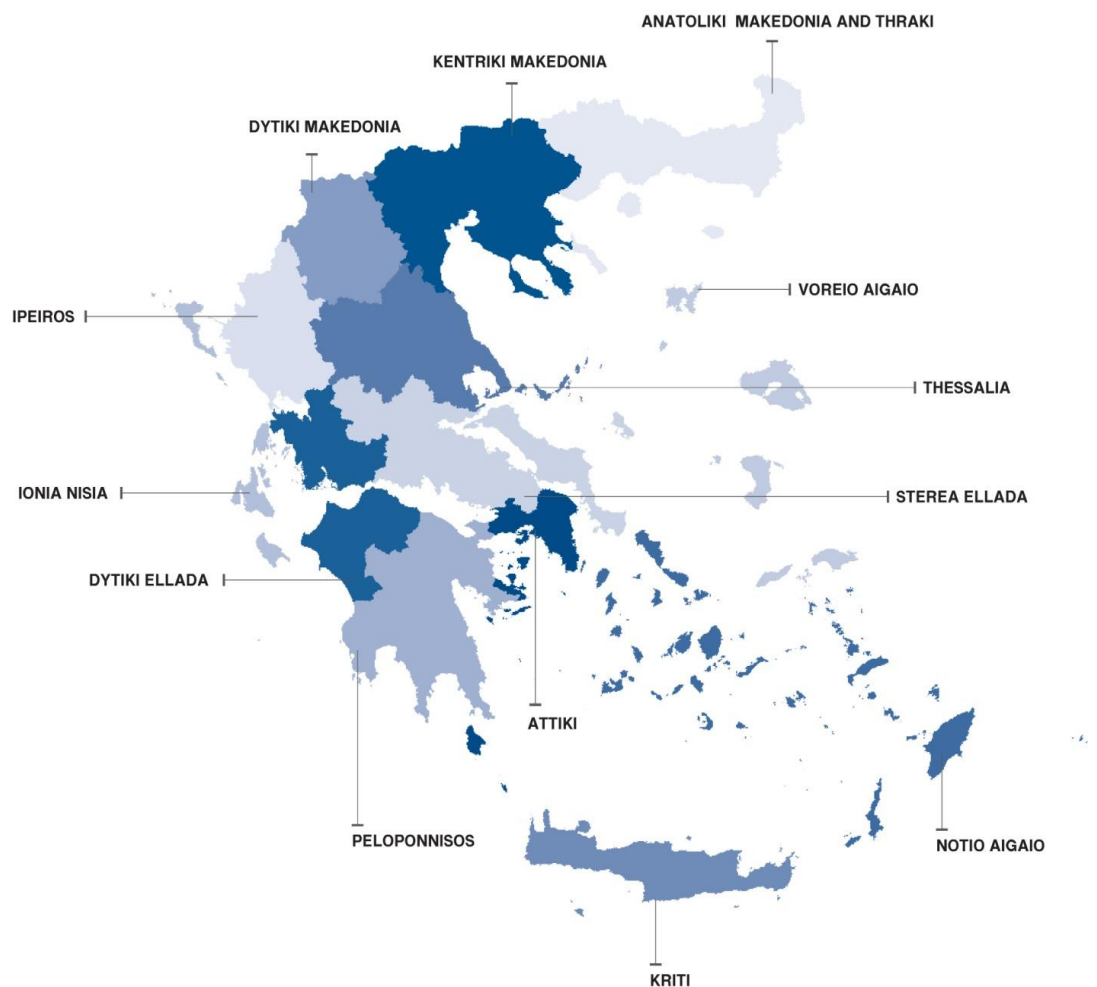 ANATOLIKI MAKEDONIA AND THRAKI
KENTRIKI MAKEDONIA
DYTIKI MAKEDONIA
VOREIO AIGAIO
IPEIROS
THESSALIA
IONIA NISIA
STEREA ELLADA
DYTIKI ELLADA
ATTIKI
PELOPONNISOS
NOTIO AIGAIO
KRITI